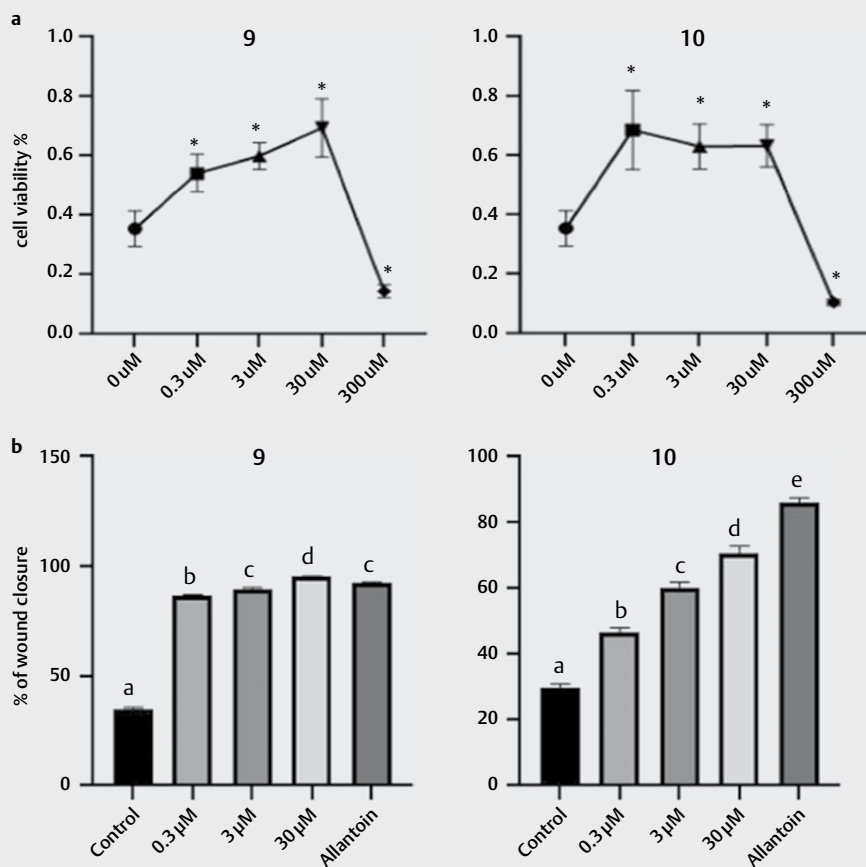 a
9
10
cell viability %
1.0
0.8
0.6
0.4
0.2
0.0
* * * *
0 uM
0.3 uM
3 uM
30 uM
300 uM
1.0
0.8
0.6
0.4
0.2
0.0
* * * *
0 uM
0.3 uM
3 uM
30 uM
300 uM
b
9
10
% of wound closure
150
100
50
0
a b c d c
Control
0.3 µM
3 µM
30 µM
Allantoin
100
80
60
40
20
0
a b c d e
Control
0.3 µM
3 µM
30 µM
Allantoin